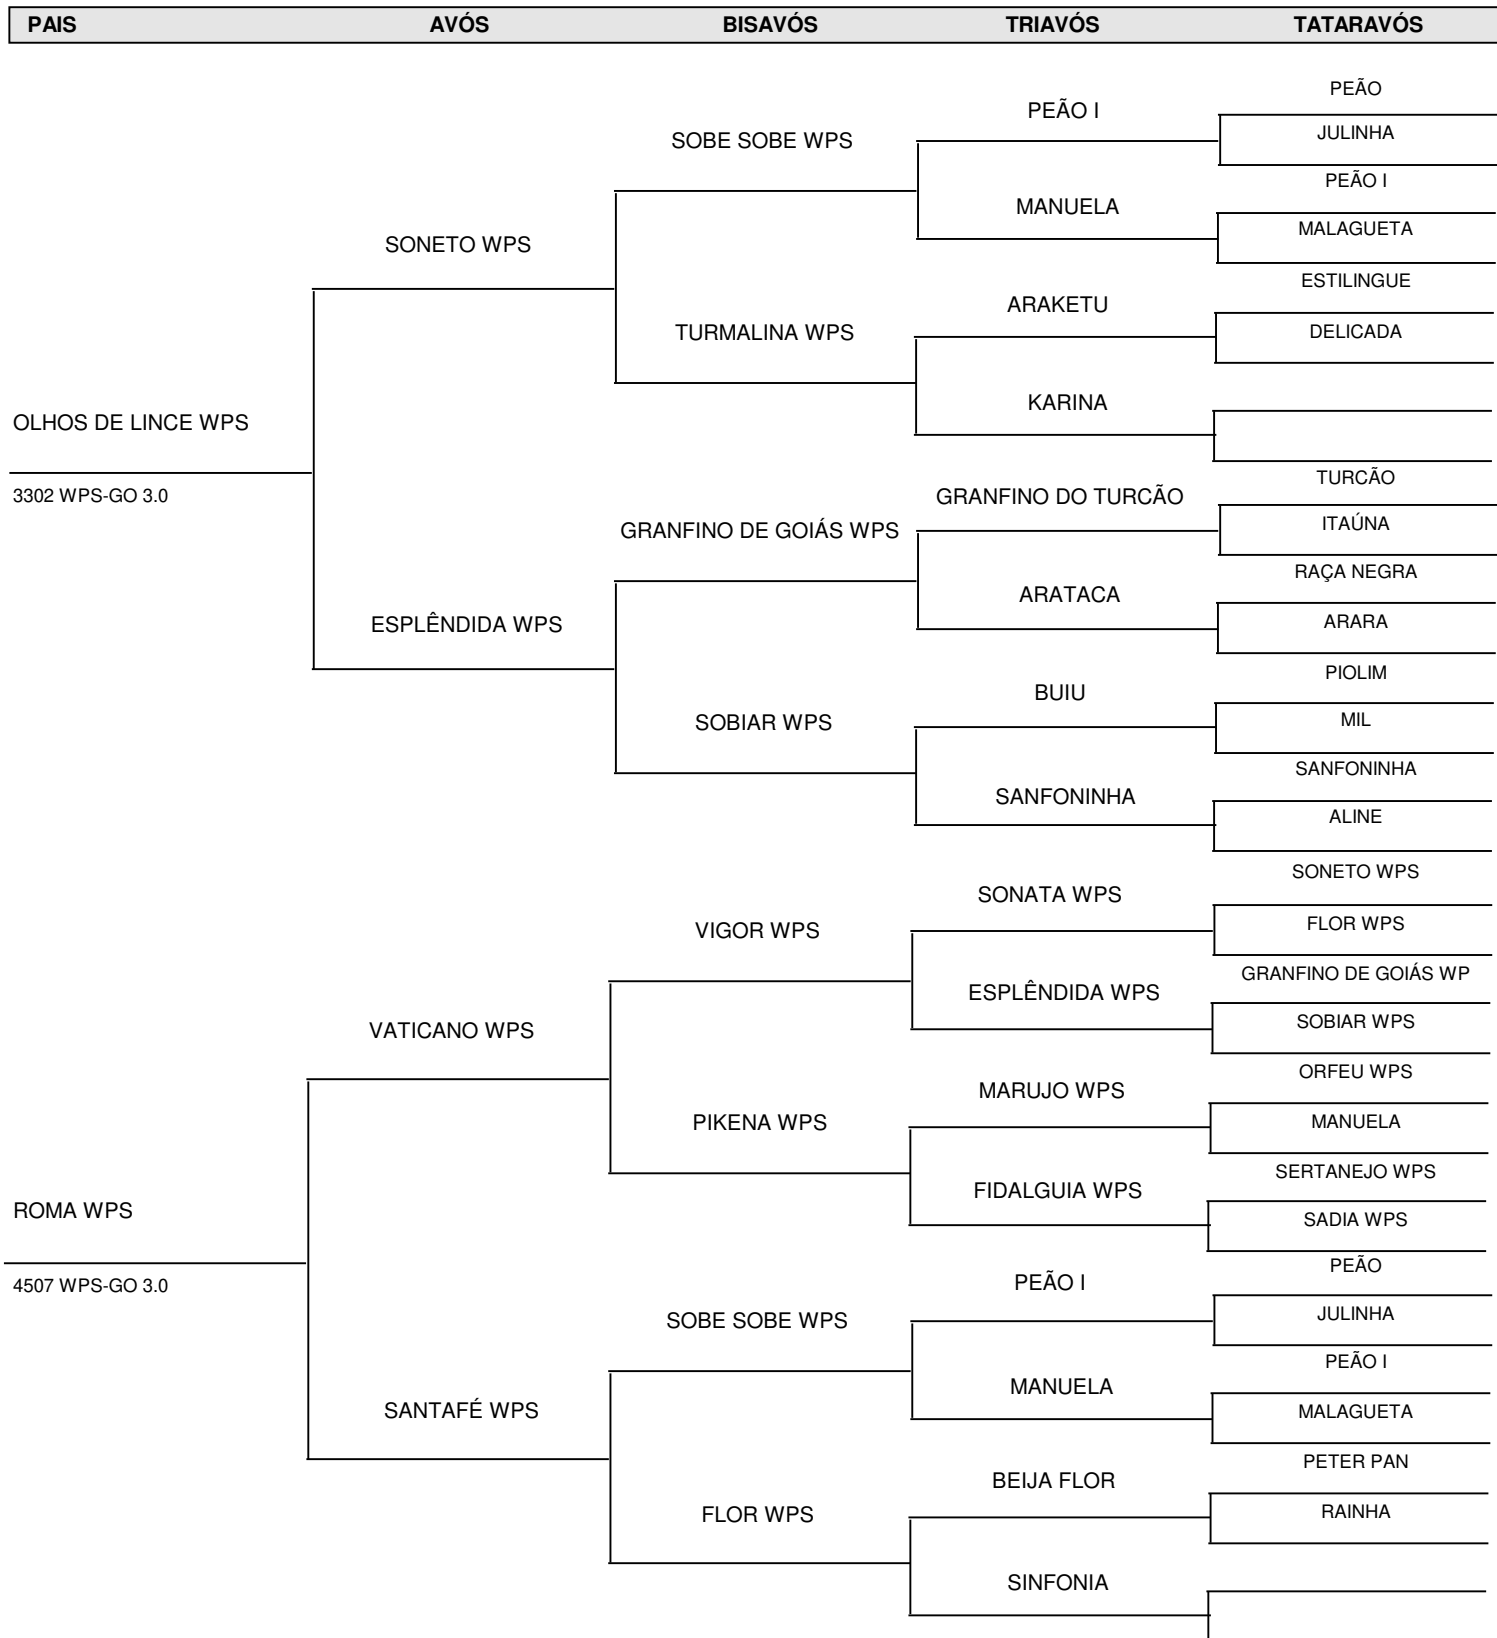 PAIS AVÓS BISAVÓS TRIAVÓS TATARAVÓS
PEÃO
PEÃO I
JULINHA
SOBE SOBE WPS
PEÃO I
MANUELA
MALAGUETA
SONETO WPS
ESTILINGUE
ARAKETU
TURMALINA WPS
DELICADA
KARINA
OLHOS DE LINCE WPS
TURCÃO
3302 WPS-GO 3.0
GRANFINO DO TURCÃO
ITAÚNA
GRANFINO DE GOIÁS WPS
RAÇA NEGRA
ARATACA
ARARA
ESPLÊNDIDA WPS
PIOLIM
BUIU
MIL
SOBIAR WPS
SANFONINHA
SANFONINHA
ALINE
SONETO WPS
SONATA WPS
FLOR WPS
VIGOR WPS
GRANFINO DE GOIÁS WP
ESPLÊNDIDA WPS
SOBIAR WPS
VATICANO WPS
ORFEU WPS
MARUJO WPS
MANUELA
PIKENA WPS
SERTANEJO WPS
FIDALGUIA WPS
ROMA WPS
SADIA WPS
PEÃO
4507 WPS-GO 3.0
PEÃO I
JULINHA
SOBE SOBE WPS
PEÃO I
MANUELA
SANTAFÉ WPS
MALAGUETA
PETER PAN
BEIJA FLOR
RAINHA
FLOR WPS
SINFONIA